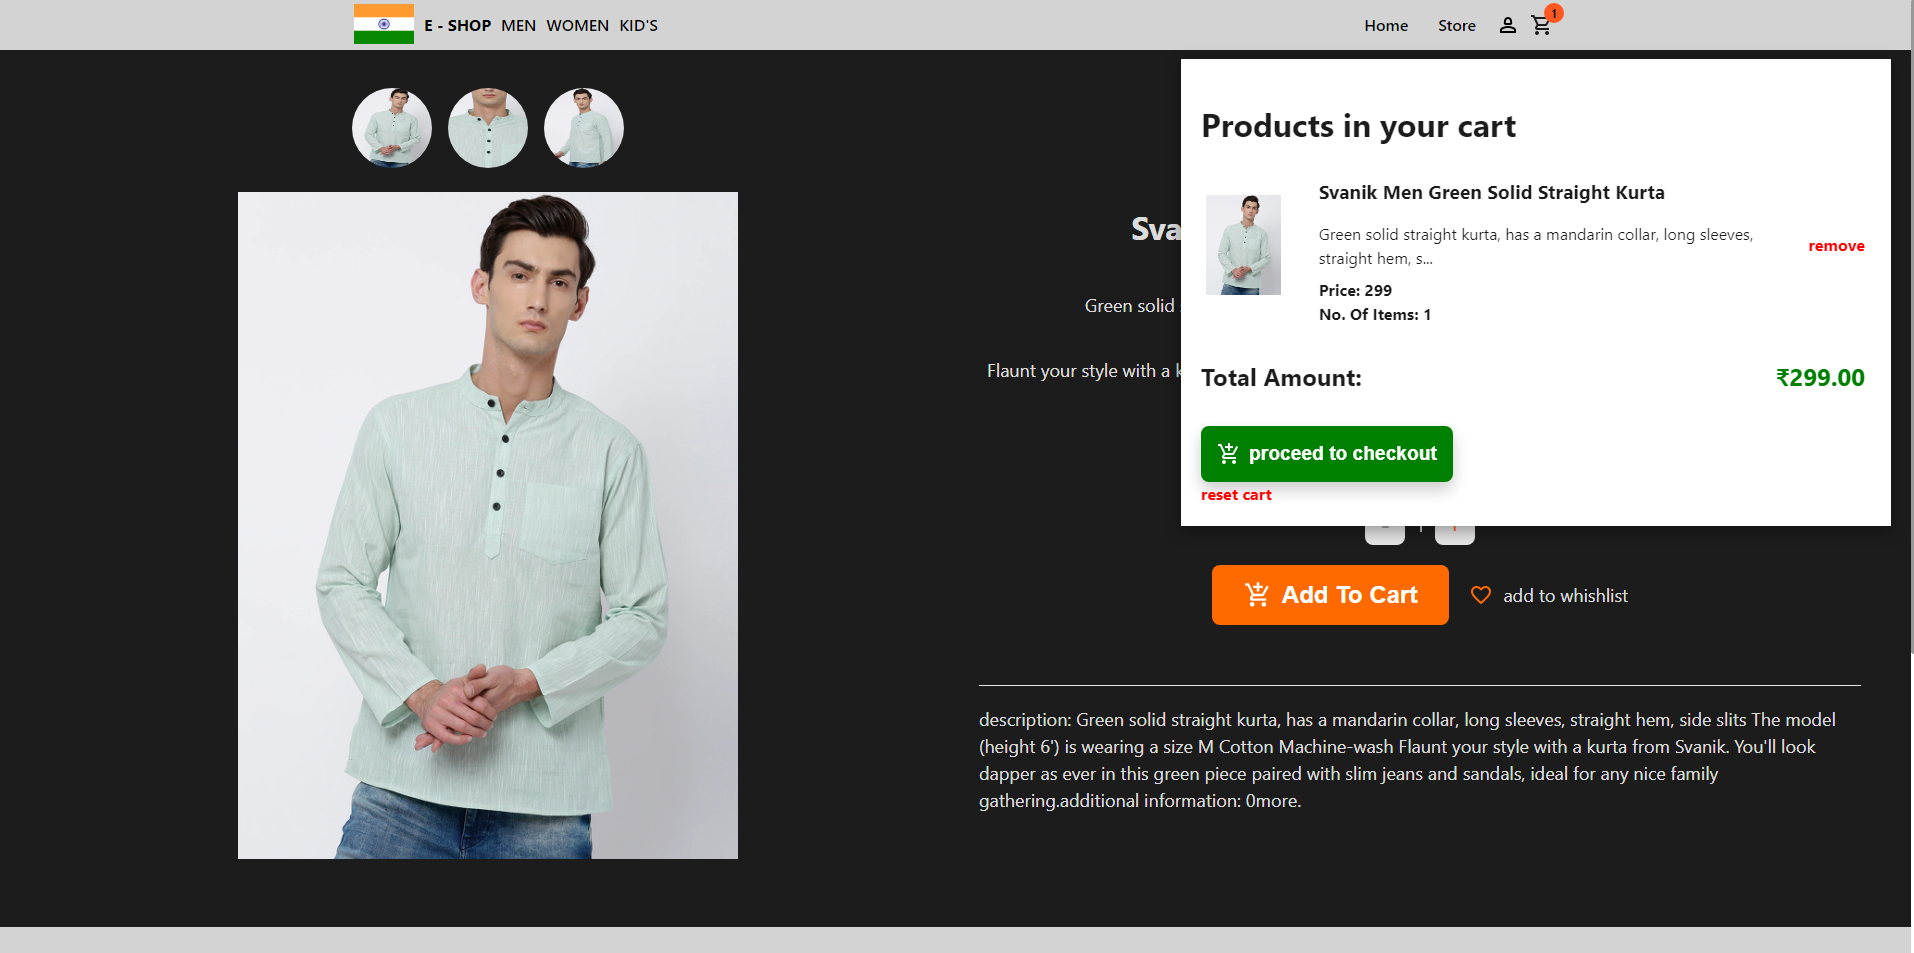 E - SHOP MEN WOMEN KID'S Home Store 1
Products in your cart
Svanik Men Green Solid Straight Kurta
Green solid straight kurta, has a mandarin collar, long sleeves,
straight hem, s...
remove
Price: 299
No. Of Items: 1
Total Amount: ₹299.00
proceed to checkout
reset cart
Green solid
Flaunt your style with a
Add To Cart add to whishlist
description: Green solid straight kurta, has a mandarin collar, long sleeves, straight hem, side slits The model
(height 6') is wearing a size M Cotton Machine-wash Flaunt your style with a kurta from Svanik. You'll look
dapper as ever in this green piece paired with slim jeans and sandals, ideal for any nice family
gathering.additional information: 0more.